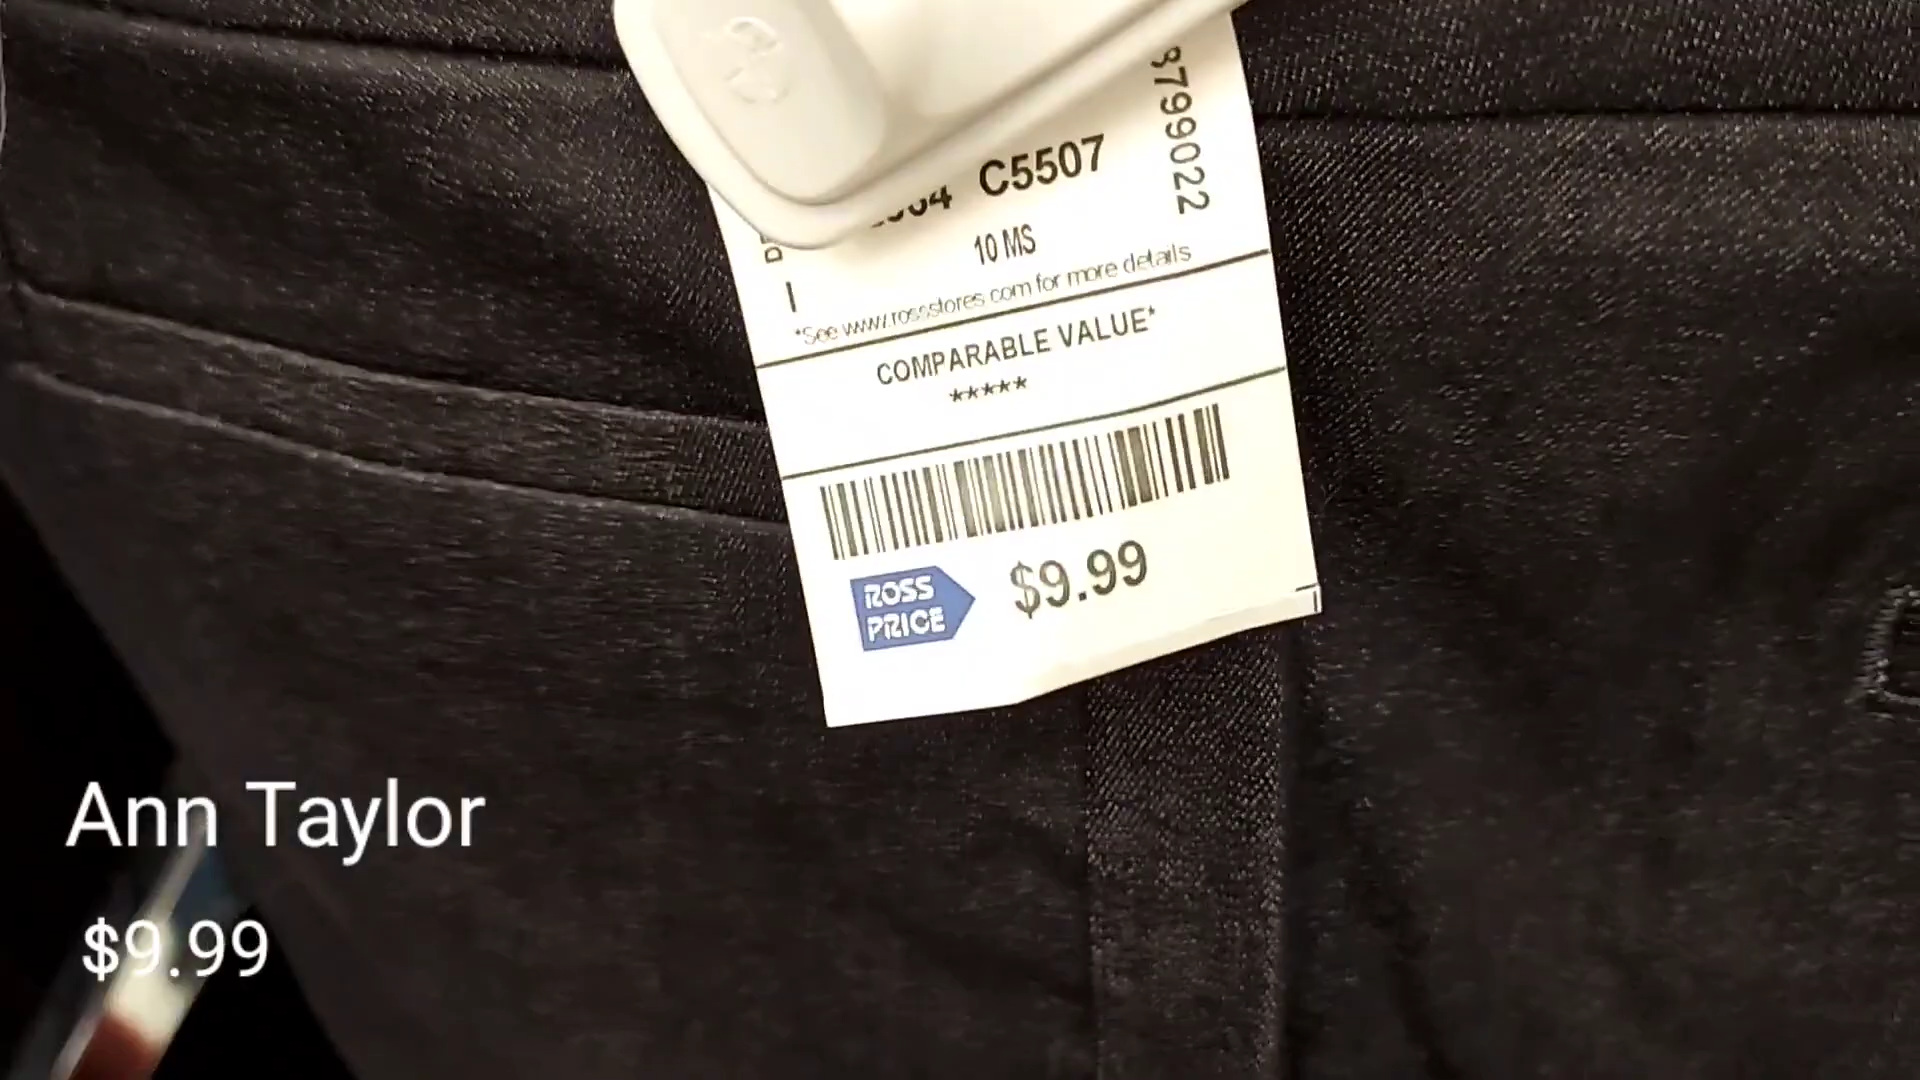 C5507
10 MS
*See www.rossstores.com for more details
COMPARABLE VALUE*
*****
ROSS
PRICE
$9.99
799022
Ann Taylor
$9.99